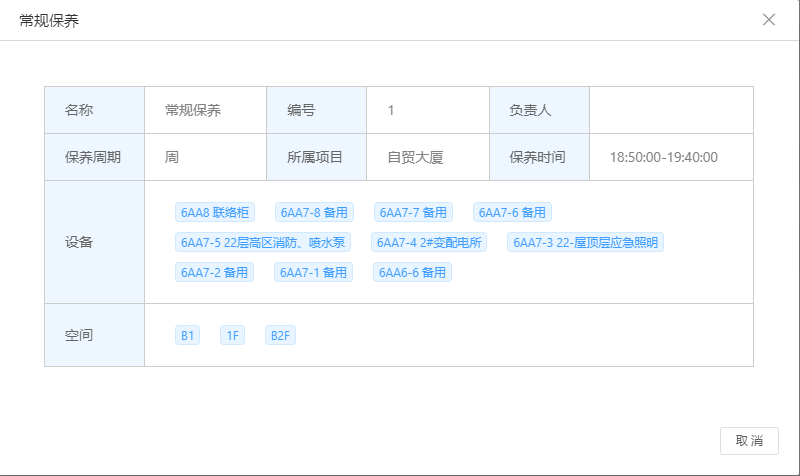 常规保养
名称 常规保养 编号 1 负责人
保养周期 周 所属项目 自贸大厦 保养时间 18:50:00-19:40:00
设备
6AA8 联络柜 6AA7-8 备用 6AA7-7 备用 6AA7-6 备用
6AA7-5 22层高区消防、喷水泵 6AA7-4 2#变配电所 6AA7-3 22-屋顶层应急照明
6AA7-2 备用 6AA7-1 备用 6AA6-6 备用
空间 B1 1F B2F
取 消